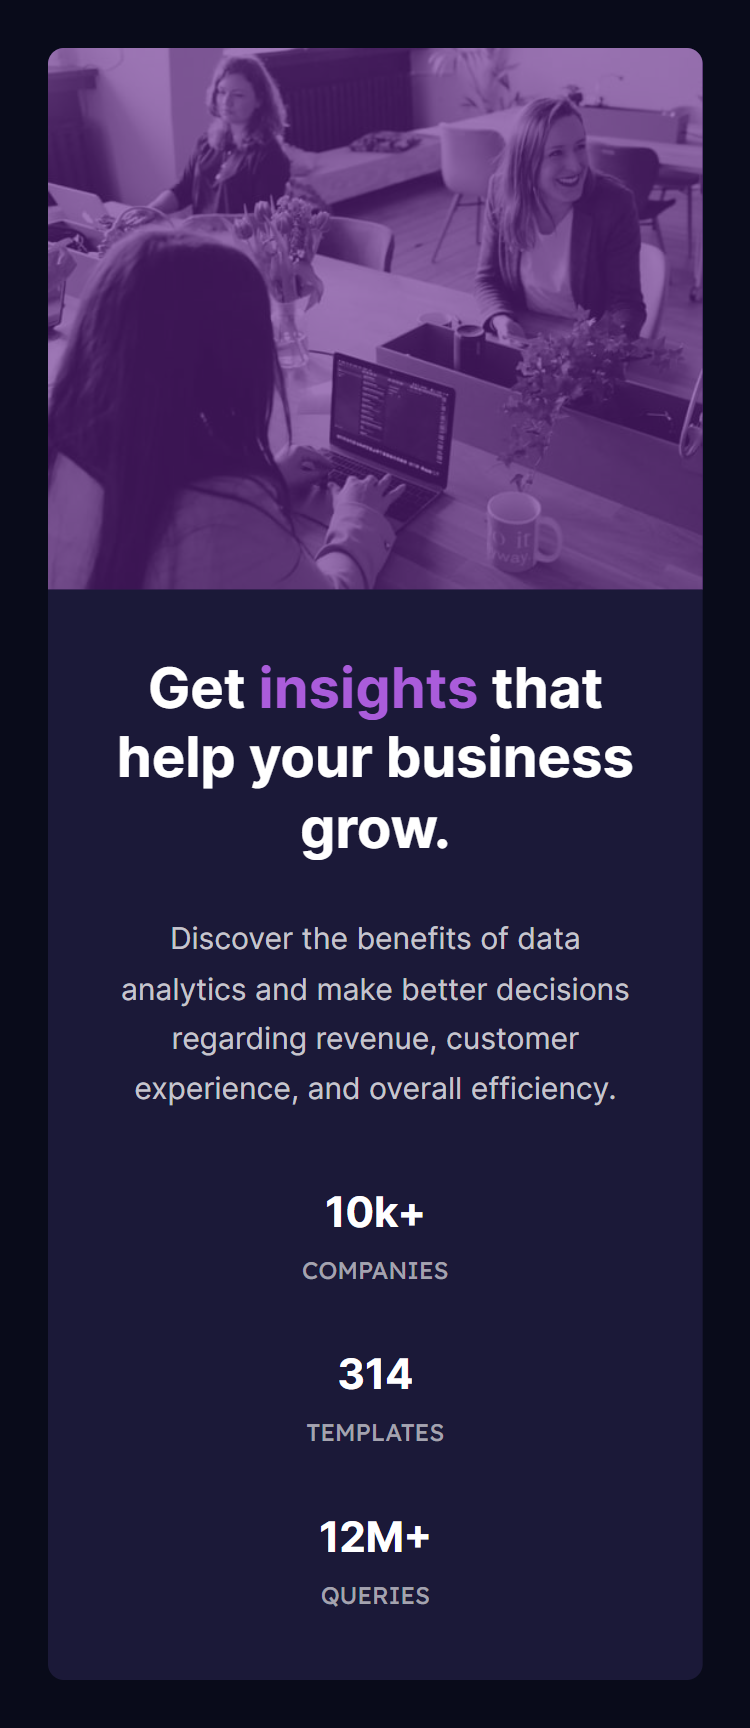 Get insights that
help your business
grow.
Discover the benefits of data
analytics and make better decisions
regarding revenue, customer
experience, and overall efficiency.
10k+
COMPANIES
314
TEMPLATES
12M+
QUERIES